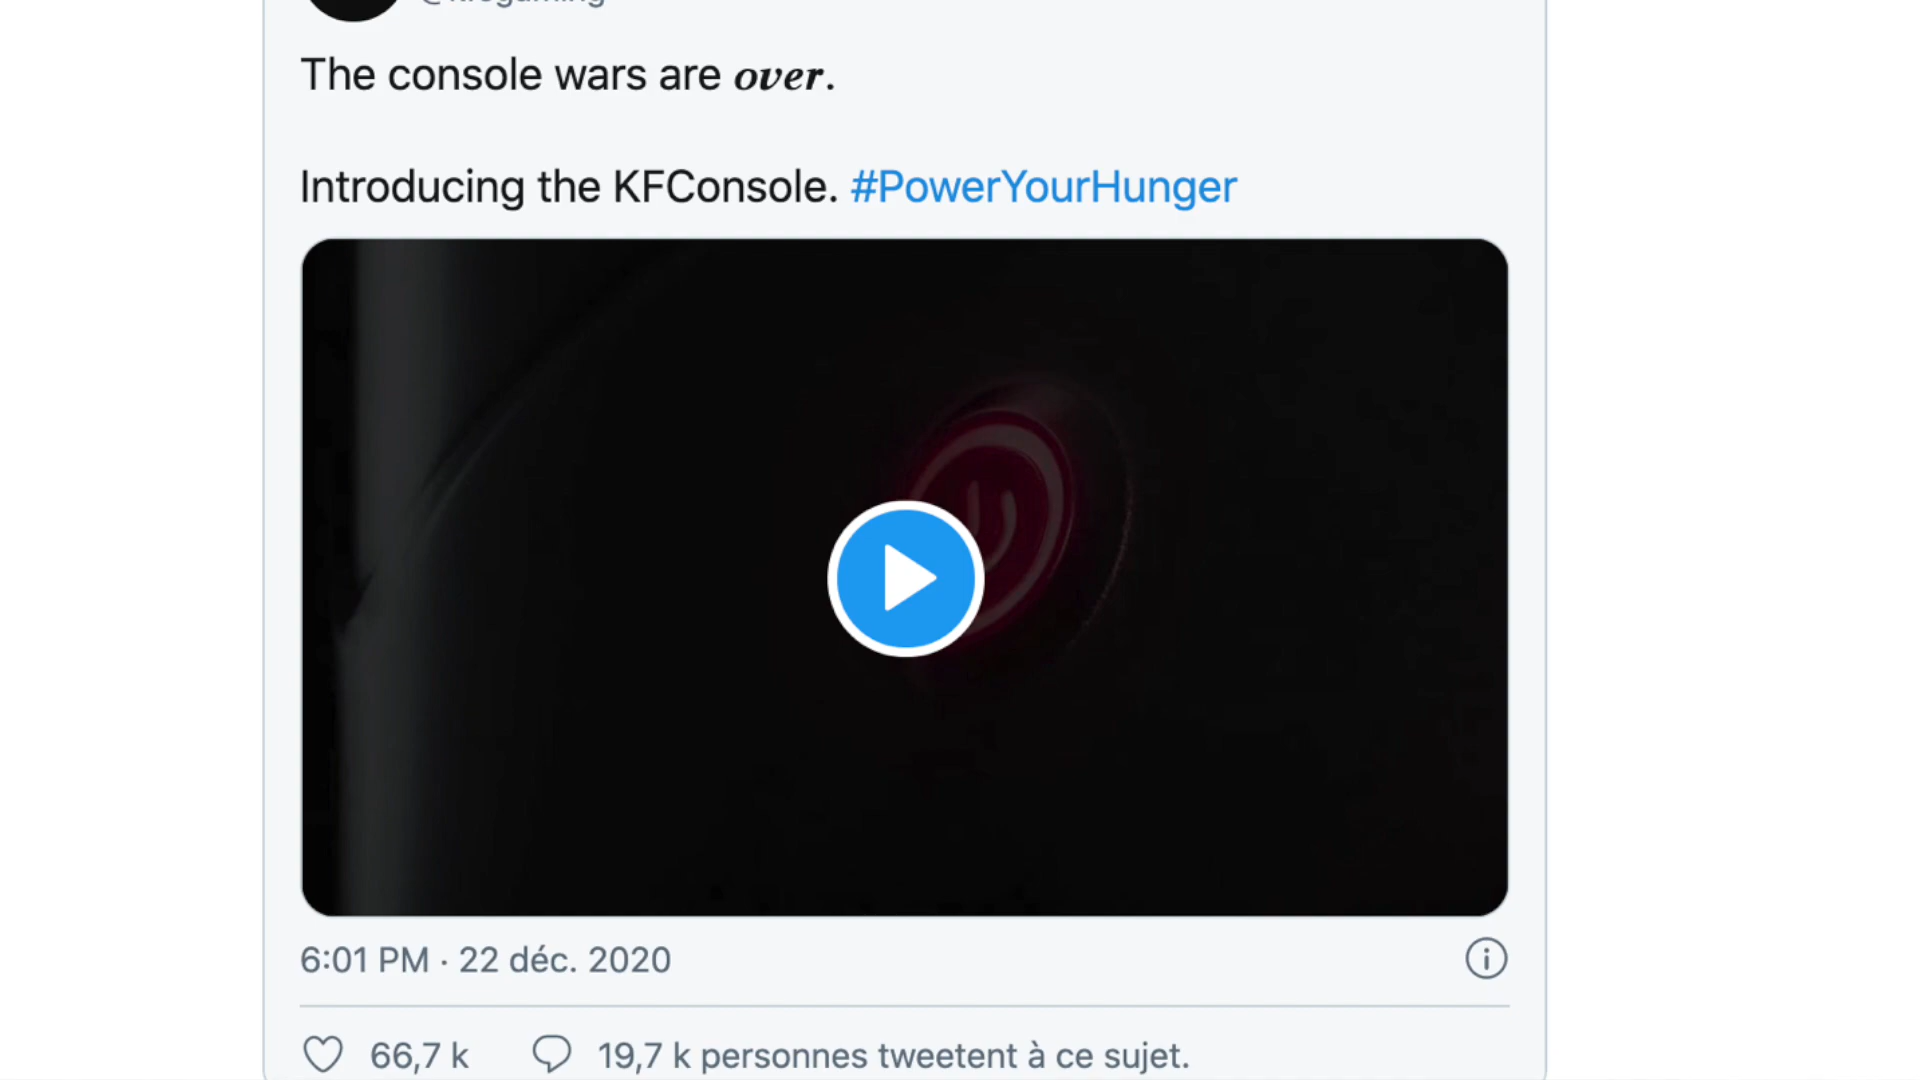 The console wars are over.
Introducing the KFConsole. #PowerYourHunger
6:01 PM · 22 déc. 2020
66,7 k 19,7 k personnes tweetent à ce sujet.